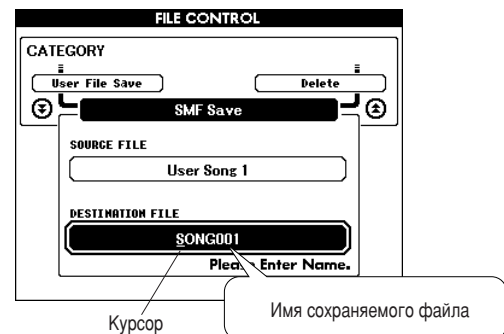 FILE CONTROL
CATEGORY
User File Save
Delete
SMF Save
SOURCE FILE
User Song 1
DESTINATION FILE
SONG001
Please Enter Name.
Курсор
Имя сохраняемого файла